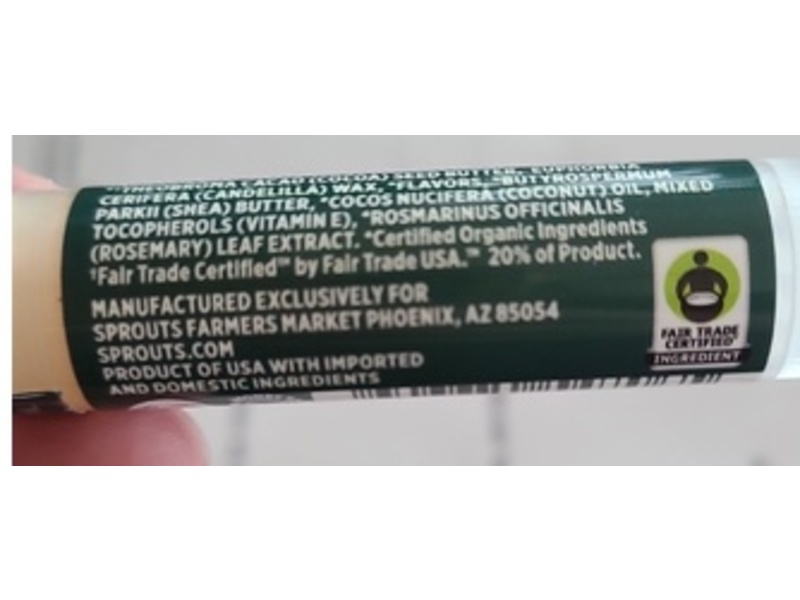 *†THEOBROMA CACAO (COCOA) SEED BUTTER, *EUPHORBIA
CERIFERA (CANDELILLA) WAX, *FLAVORS, *BUTYROSPERMUM
PARKII (SHEA) BUTTER, *COCOS NUCIFERA (COCONUT) OIL, MIXED
TOCOPHEROLS (VITAMIN E), *ROSMARINUS OFFICINALIS
(ROSEMARY) LEAF EXTRACT. *Certified Organic Ingredients
†Fair Trade Certified™ by Fair Trade USA.™ 20% of Product.
MANUFACTURED EXCLUSIVELY FOR
SPROUTS FARMERS MARKET PHOENIX, AZ 85054
SPROUTS.COM
PRODUCT OF USA WITH IMPORTED
AND DOMESTIC INGREDIENTS
FAIR TRADE
CERTIFIED
INGREDIENT